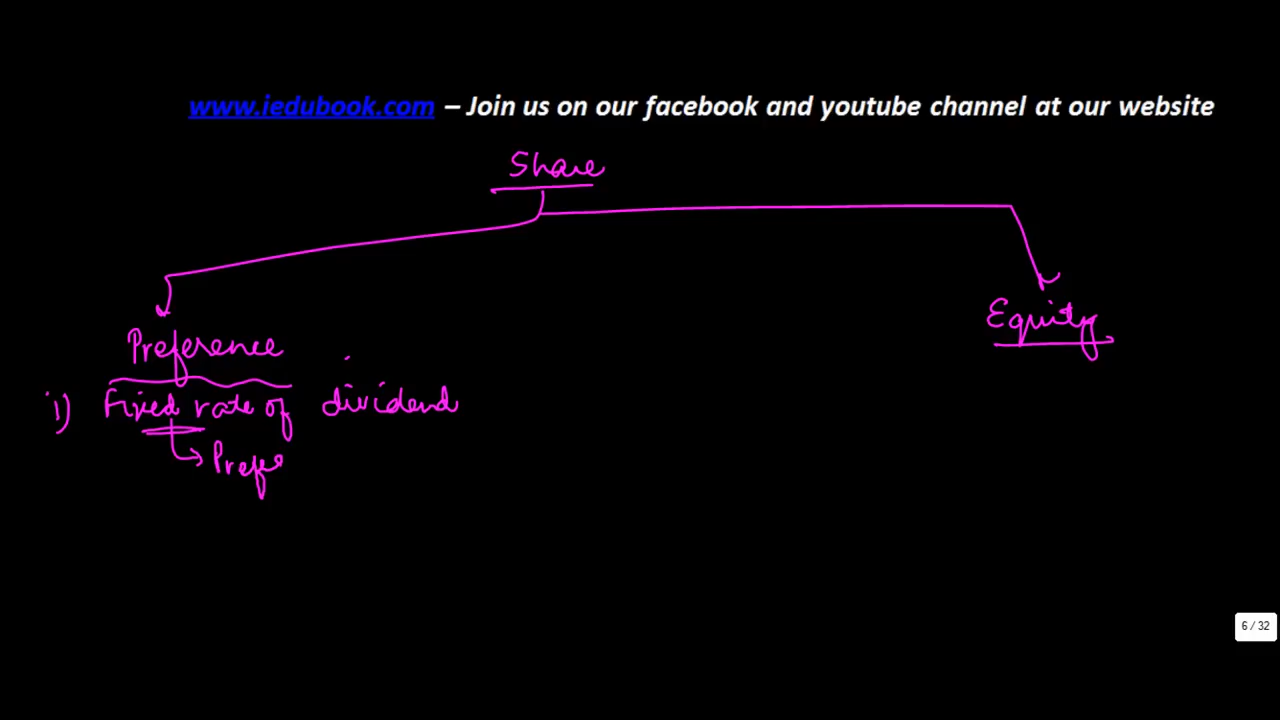 www.iedubook.com – Join us on our facebook and youtube channel at our website
Share
Preference
Equity
i) Fixed rate of dividend
Prefe
6 / 32